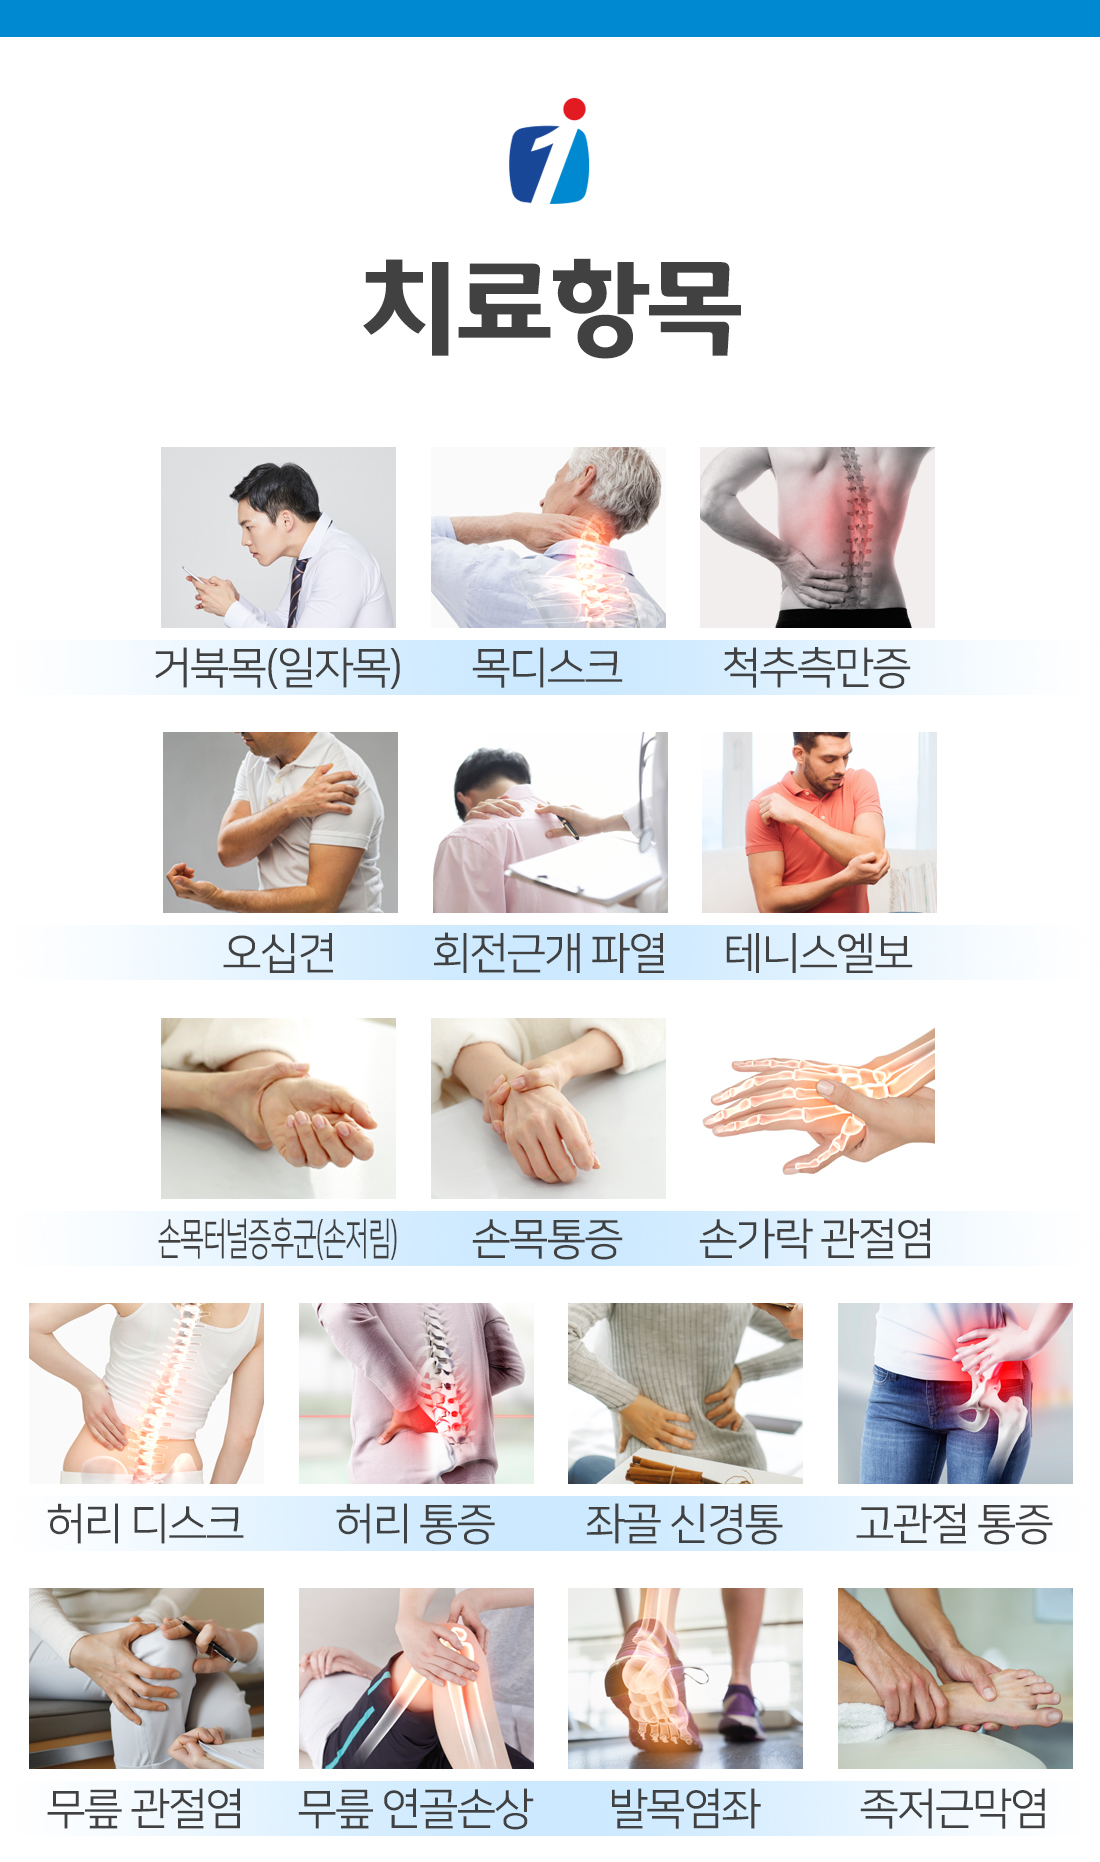 치료항목
거북목(일자목) 목디스크 척추측만증
오십견 회전근개 파열 테니스엘보
손목터널증후군(손저림) 손목통증 손가락 관절염
허리 디스크 허리 통증 좌골 신경통 고관절 통증
무릎 관절염 무릎 연골손상 발목염좌 족저근막염